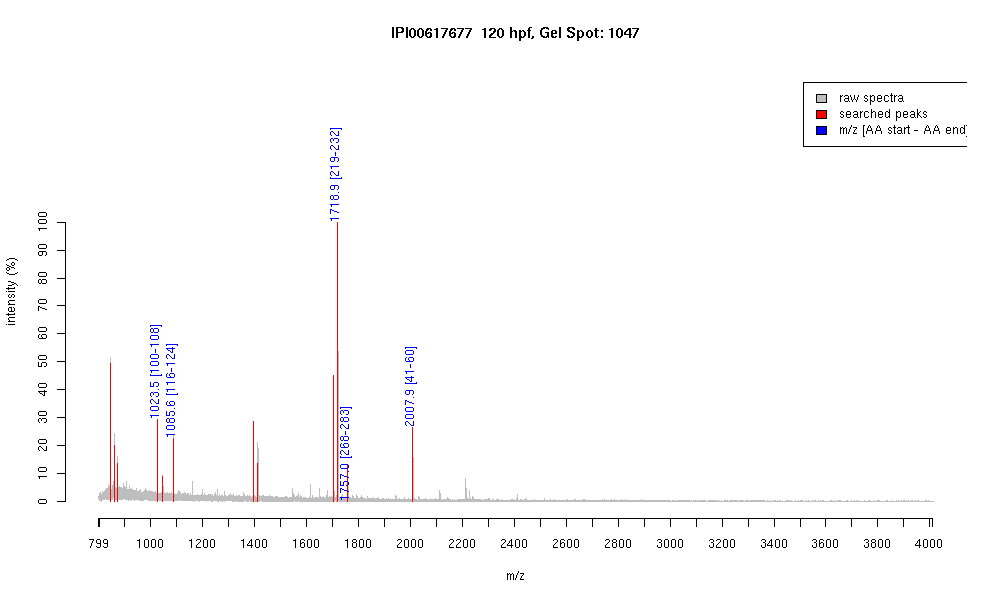 IPI00617677 120 hpf, Gel Spot: 1047
raw spectra
searched peaks
m/z [AA start - AA end]
intensity (%)
100
90
80
70
60
50
40
30
20
10
0
1023.5 [100-108]
1085.6 [116-124]
1718.9 [219-232]
757.0 [268-283]
2007.9 [41-60]
799 1000 1200 1400 1600 1800 2000 2200 2400 2600 2800 3000 3200 3400 3600 3800 4000
m/z